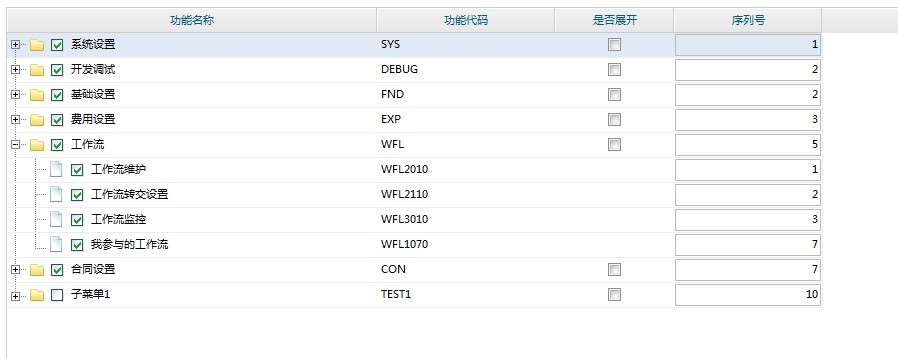 功能名称 功能代码 是否展开 序列号
系统设置 SYS 1
开发调试 DEBUG 2
基础设置 FND 2
费用设置 EXP 3
工作流 WFL 5
工作流维护 WFL2010 1
工作流转交设置 WFL2110 2
工作流监控 WFL3010 3
我参与的工作流 WFL1070 7
合同设置 CON 7
子菜单1 TEST1 10